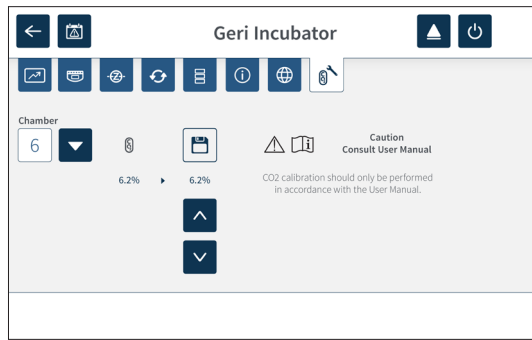 Geri Incubator
Chamber
6
6.2%
6.2%
Caution
Consult User Manual
CO2 calibration should only be performed
in accordance with the User Manual.